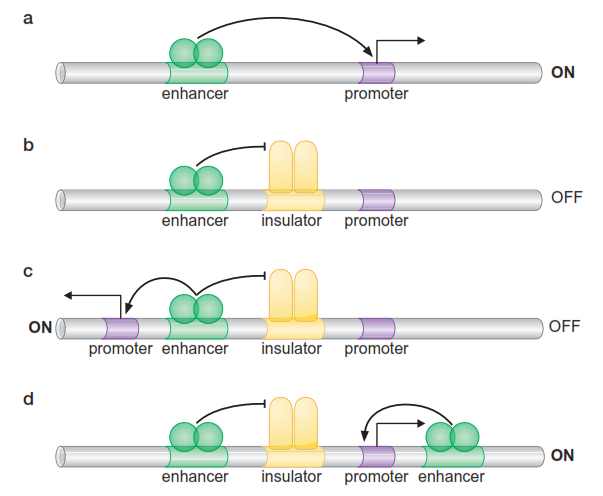 a
ON
enhancer promoter
b
OFF
enhancer insulator promoter
c
ON OFF
promoter enhancer insulator promoter
d
ON
enhancer insulator promoter enhancer